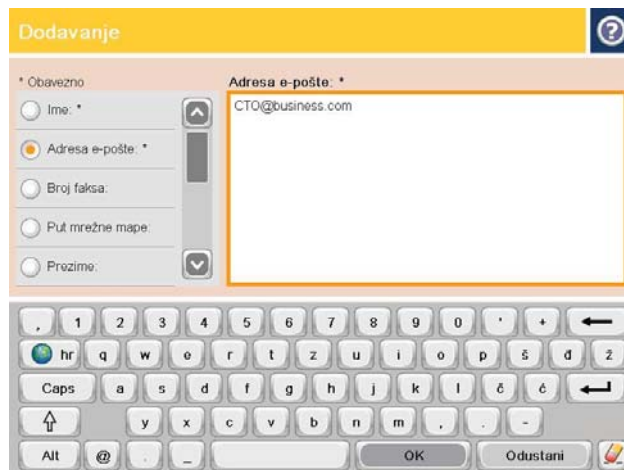 Dodavanje
?
* Obavezno
Adresa e-pošte: *
Ime: *
CTO@business.com
Adresa e-pošte: *
Broj faksa:
Put mrežne mape:
Prezime:
, 1 2 3 4 5 6 7 8 9 0 ' +
hr q w e r t z u i o p š đ ž
Caps a s d f g h j k l č ć
y x c v b n m , . -
Alt @ . _ OK Odustani